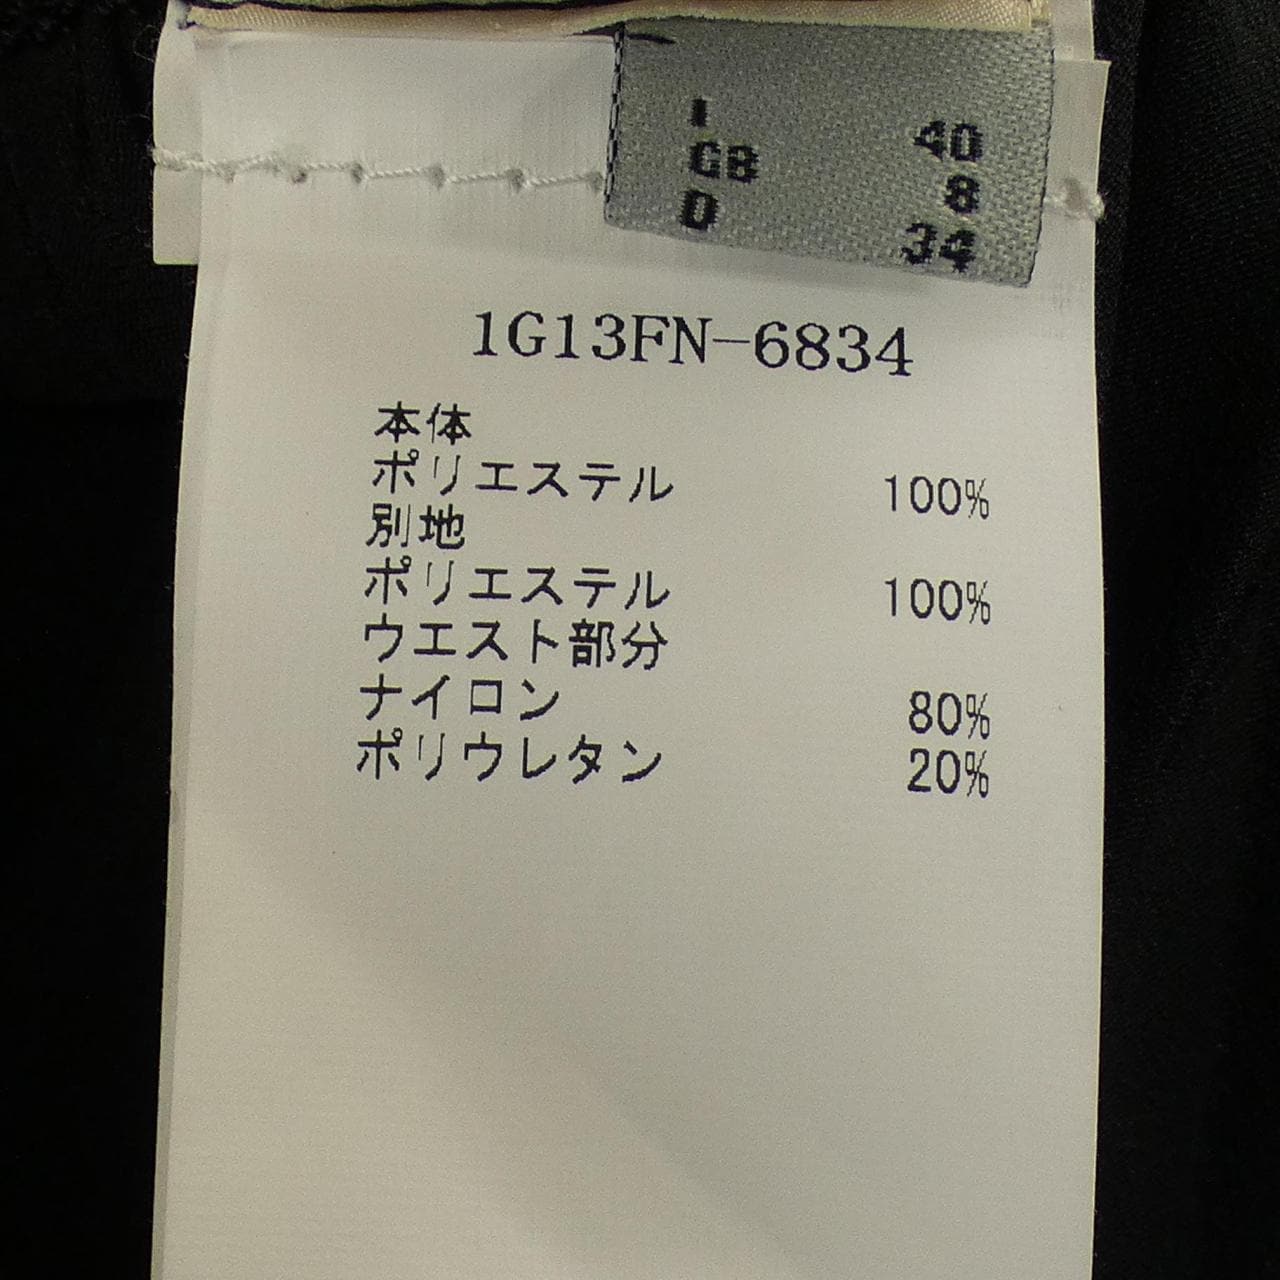 I 40
GB 8
D 34
1G13FN-6834
本体
ポリエステル 100%
別地
ポリエステル 100%
ウエスト部分
ナイロン 80%
ポリウレタン 20%